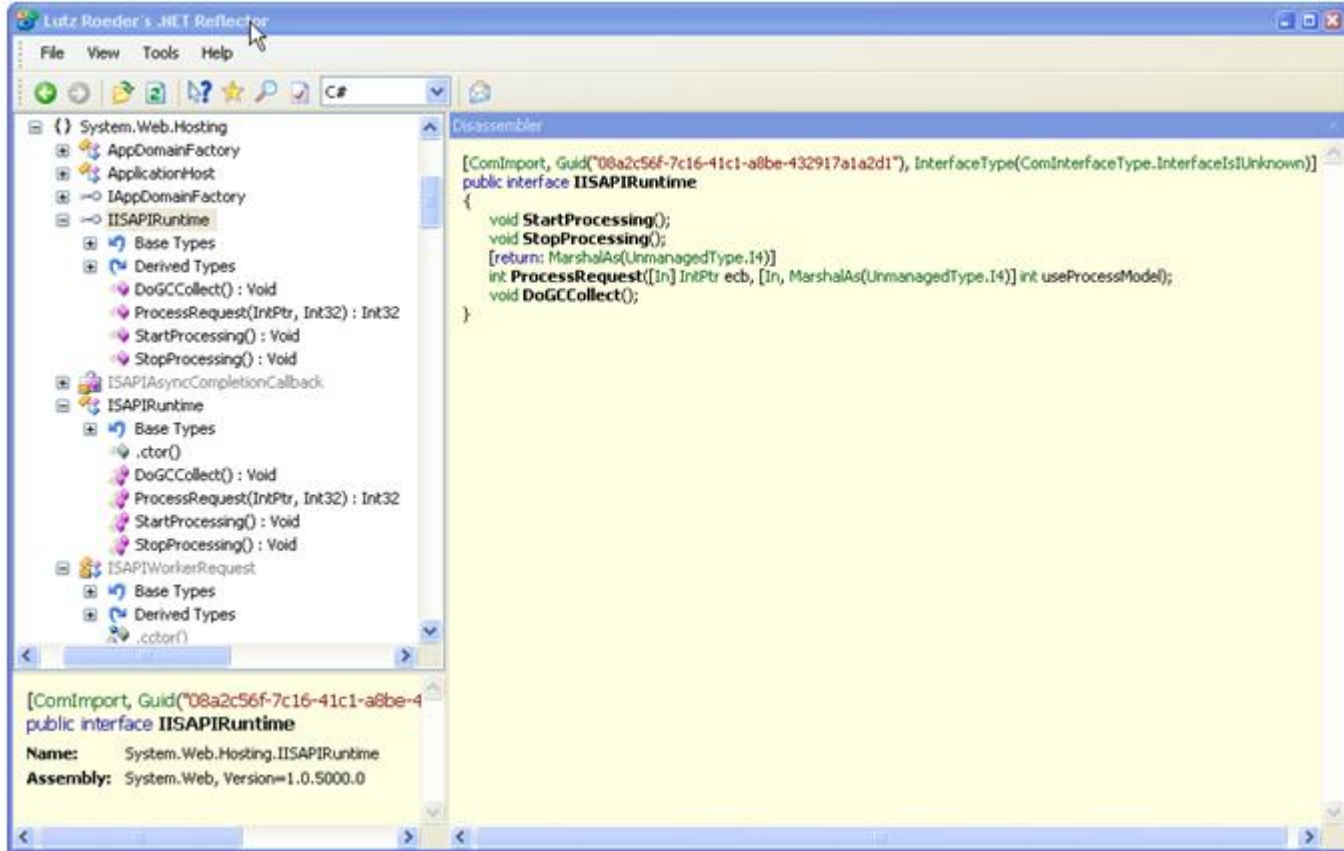 Lutz Roeder's .NET Reflector
File View Tools Help
C#
{} System.Web.Hosting
AppDomainFactory
ApplicationHost
IAppDomainFactory
IISAPIRuntime
Base Types
Derived Types
DoGCCollect() : Void
ProcessRequest(IntPtr, Int32) : Int32
StartProcessing() : Void
StopProcessing() : Void
ISAPIAsyncCompletionCallback
ISAPIRuntime
Base Types
.ctor()
DoGCCollect() : Void
ProcessRequest(IntPtr, Int32) : Int32
StartProcessing() : Void
StopProcessing() : Void
ISAPIWorkerRequest
Base Types
Derived Types
.cctor()
[ComImport, Guid("08a2c56f-7c16-41c1-a8be-4
public interface IISAPIRuntime
Name: System.Web.Hosting.IISAPIRuntime
Assembly: System.Web, Version=1.0.5000.0
Disassembler
[ComImport, Guid("08a2c56f-7c16-41c1-a8be-432917a1a2d1"), InterfaceType(ComInterfaceType.InterfaceIsIUnknown)]
public interface IISAPIRuntime
{
void StartProcessing();
void StopProcessing();
[return: MarshalAs(UnmanagedType.I4)]
int ProcessRequest([In] IntPtr ecb, [In, MarshalAs(UnmanagedType.I4)] int useProcessModel);
void DoGCCollect();
}